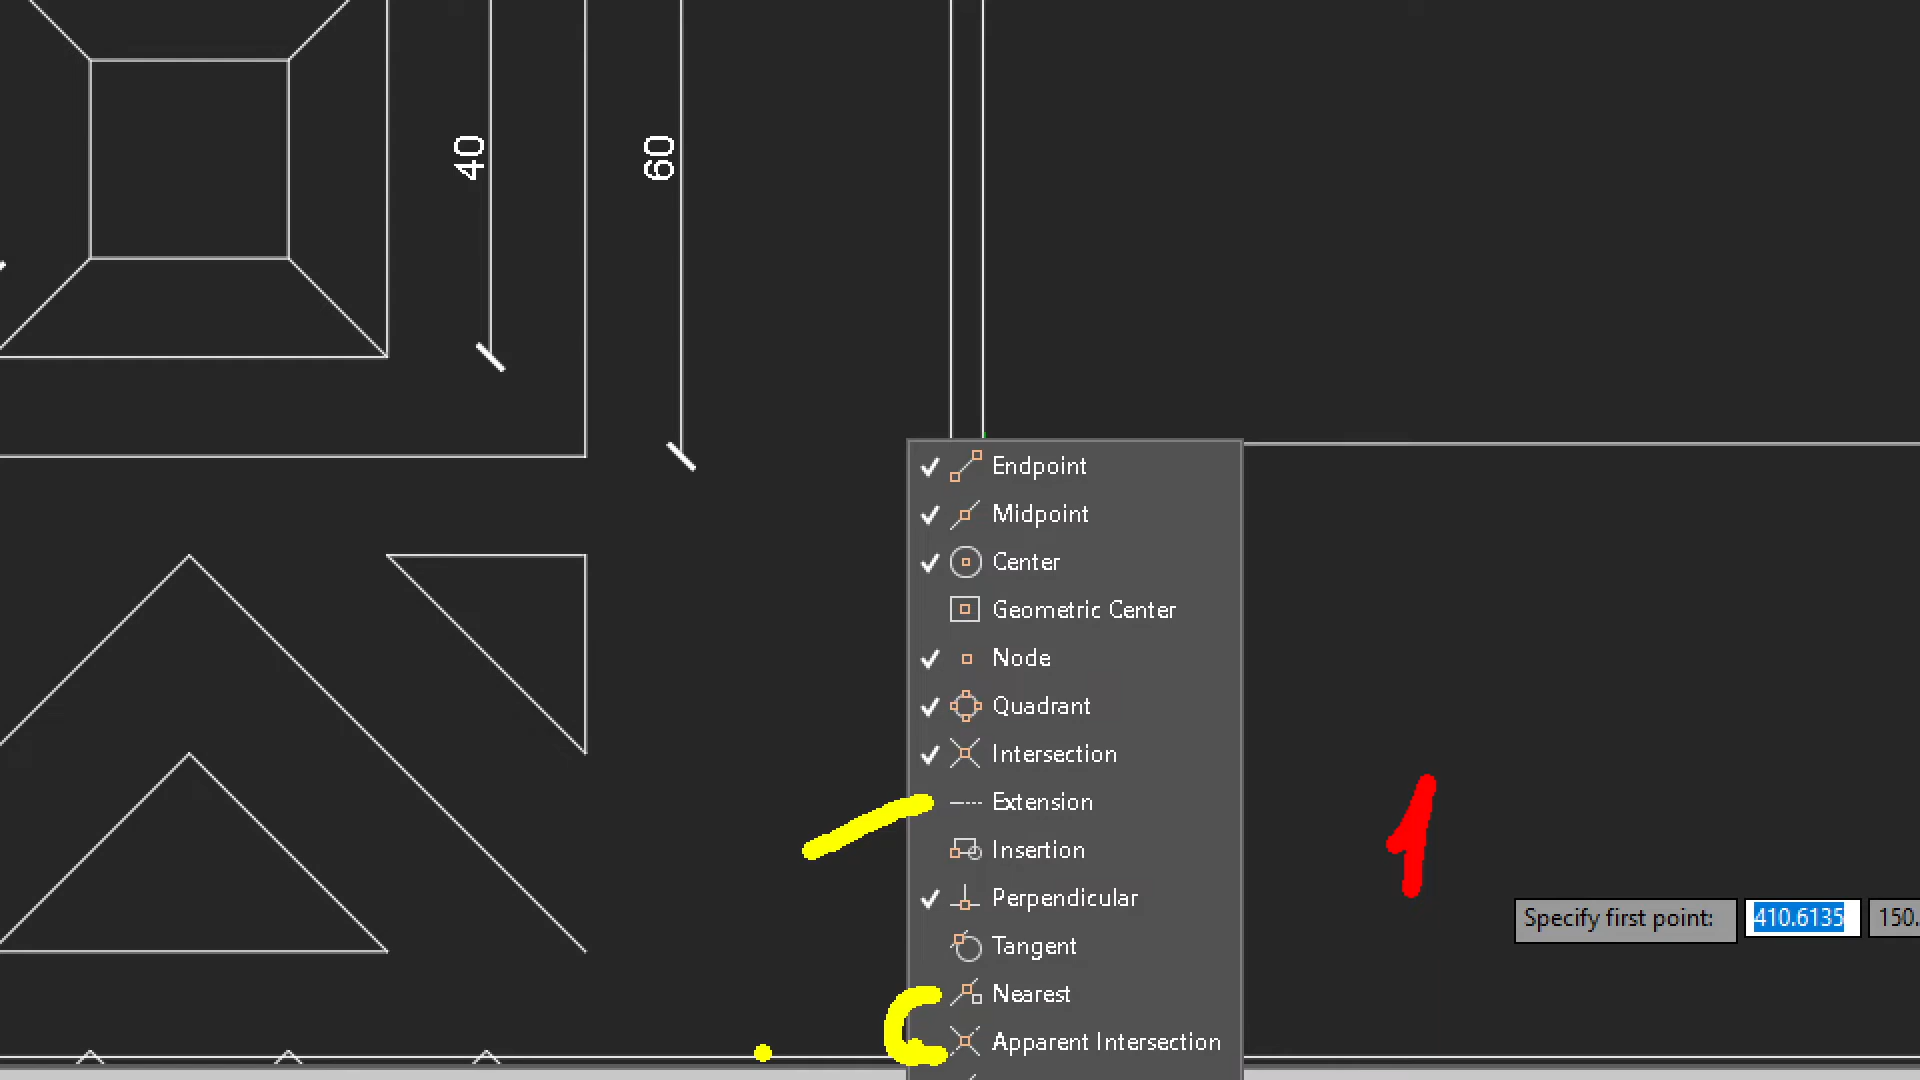 40
60
Endpoint
Midpoint
Center
Geometric Center
Node
Quadrant
Intersection
Extension
Insertion
Perpendicular
Tangent
Nearest
Apparent Intersection
1
Specify first point: 410.6135 150.